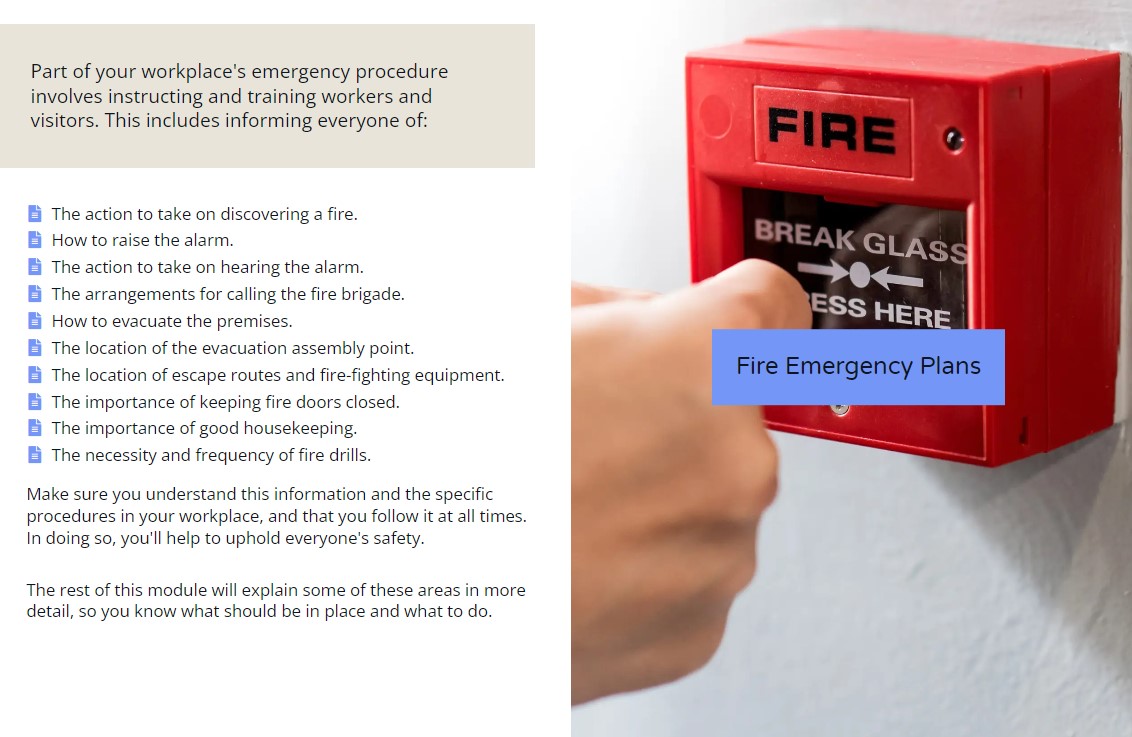 Part of your workplace's emergency procedure
involves instructing and training workers and
visitors. This includes informing everyone of:
The action to take on discovering a fire.
How to raise the alarm.
The action to take on hearing the alarm.
The arrangements for calling the fire brigade.
How to evacuate the premises.
The location of the evacuation assembly point.
The location of escape routes and fire-fighting equipment.
The importance of keeping fire doors closed.
The importance of good housekeeping.
The necessity and frequency of fire drills.
Make sure you understand this information and the specific
procedures in your workplace, and that you follow it at all times.
In doing so, you'll help to uphold everyone's safety.
The rest of this module will explain some of these areas in more
detail, so you know what should be in place and what to do.
FIRE
BREAK GLASS
HERE
Fire Emergency Plans